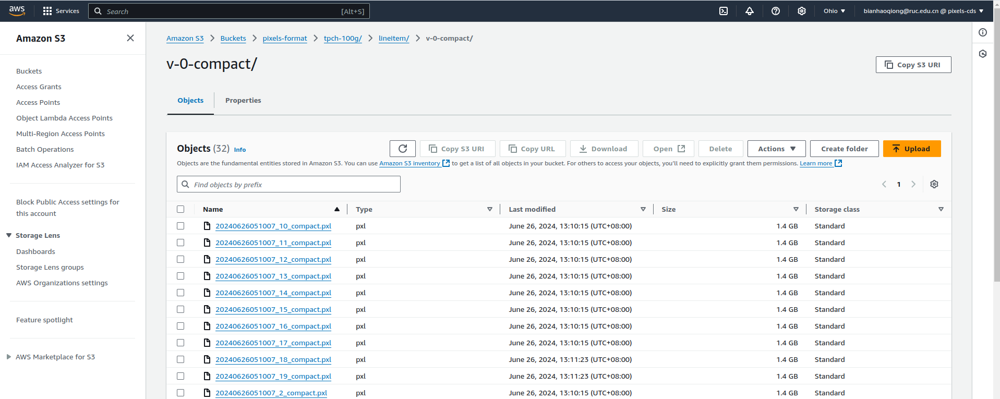 aws Services Search [Alt+S] Ohio bianhaoqiong@ruc.edu.cn @ pixels-cds
Amazon S3
Buckets
Access Grants
Access Points
Object Lambda Access Points
Multi-Region Access Points
Batch Operations
IAM Access Analyzer for S3
Block Public Access settings for
this account
Storage Lens
Dashboards
Storage Lens groups
AWS Organizations settings
Feature spotlight
AWS Marketplace for S3
Amazon S3 Buckets pixels-format tpch-100g/ lineitem/ v-0-compact/
v-0-compact/
Copy S3 URI
Objects Properties
Objects (32) Info Copy S3 URI Copy URL Download Open Delete Actions Create folder Upload
Objects are the fundamental entities stored in Amazon S3. You can use Amazon S3 inventory to get a list of all objects in your bucket. For others to access your objects, you'll need to explicitly grant them permissions. Learn more
Find objects by prefix 1
Name Type Last modified Size Storage class
20240626051007_10_compact.pxl pxl June 26, 2024, 13:10:15 (UTC+08:00) 1.4 GB Standard
20240626051007_11_compact.pxl pxl June 26, 2024, 13:10:15 (UTC+08:00) 1.4 GB Standard
20240626051007_12_compact.pxl pxl June 26, 2024, 13:10:15 (UTC+08:00) 1.4 GB Standard
20240626051007_13_compact.pxl pxl June 26, 2024, 13:10:15 (UTC+08:00) 1.4 GB Standard
20240626051007_14_compact.pxl pxl June 26, 2024, 13:10:15 (UTC+08:00) 1.4 GB Standard
20240626051007_15_compact.pxl pxl June 26, 2024, 13:10:15 (UTC+08:00) 1.4 GB Standard
20240626051007_16_compact.pxl pxl June 26, 2024, 13:10:15 (UTC+08:00) 1.4 GB Standard
20240626051007_17_compact.pxl pxl June 26, 2024, 13:10:15 (UTC+08:00) 1.4 GB Standard
20240626051007_18_compact.pxl pxl June 26, 2024, 13:11:23 (UTC+08:00) 1.4 GB Standard
20240626051007_19_compact.pxl pxl June 26, 2024, 13:11:23 (UTC+08:00) 1.4 GB Standard
20240626051007_2_compact.pxl pxl June 26, 2024, 13:10:15 (UTC+08:00) 1.4 GB Standard